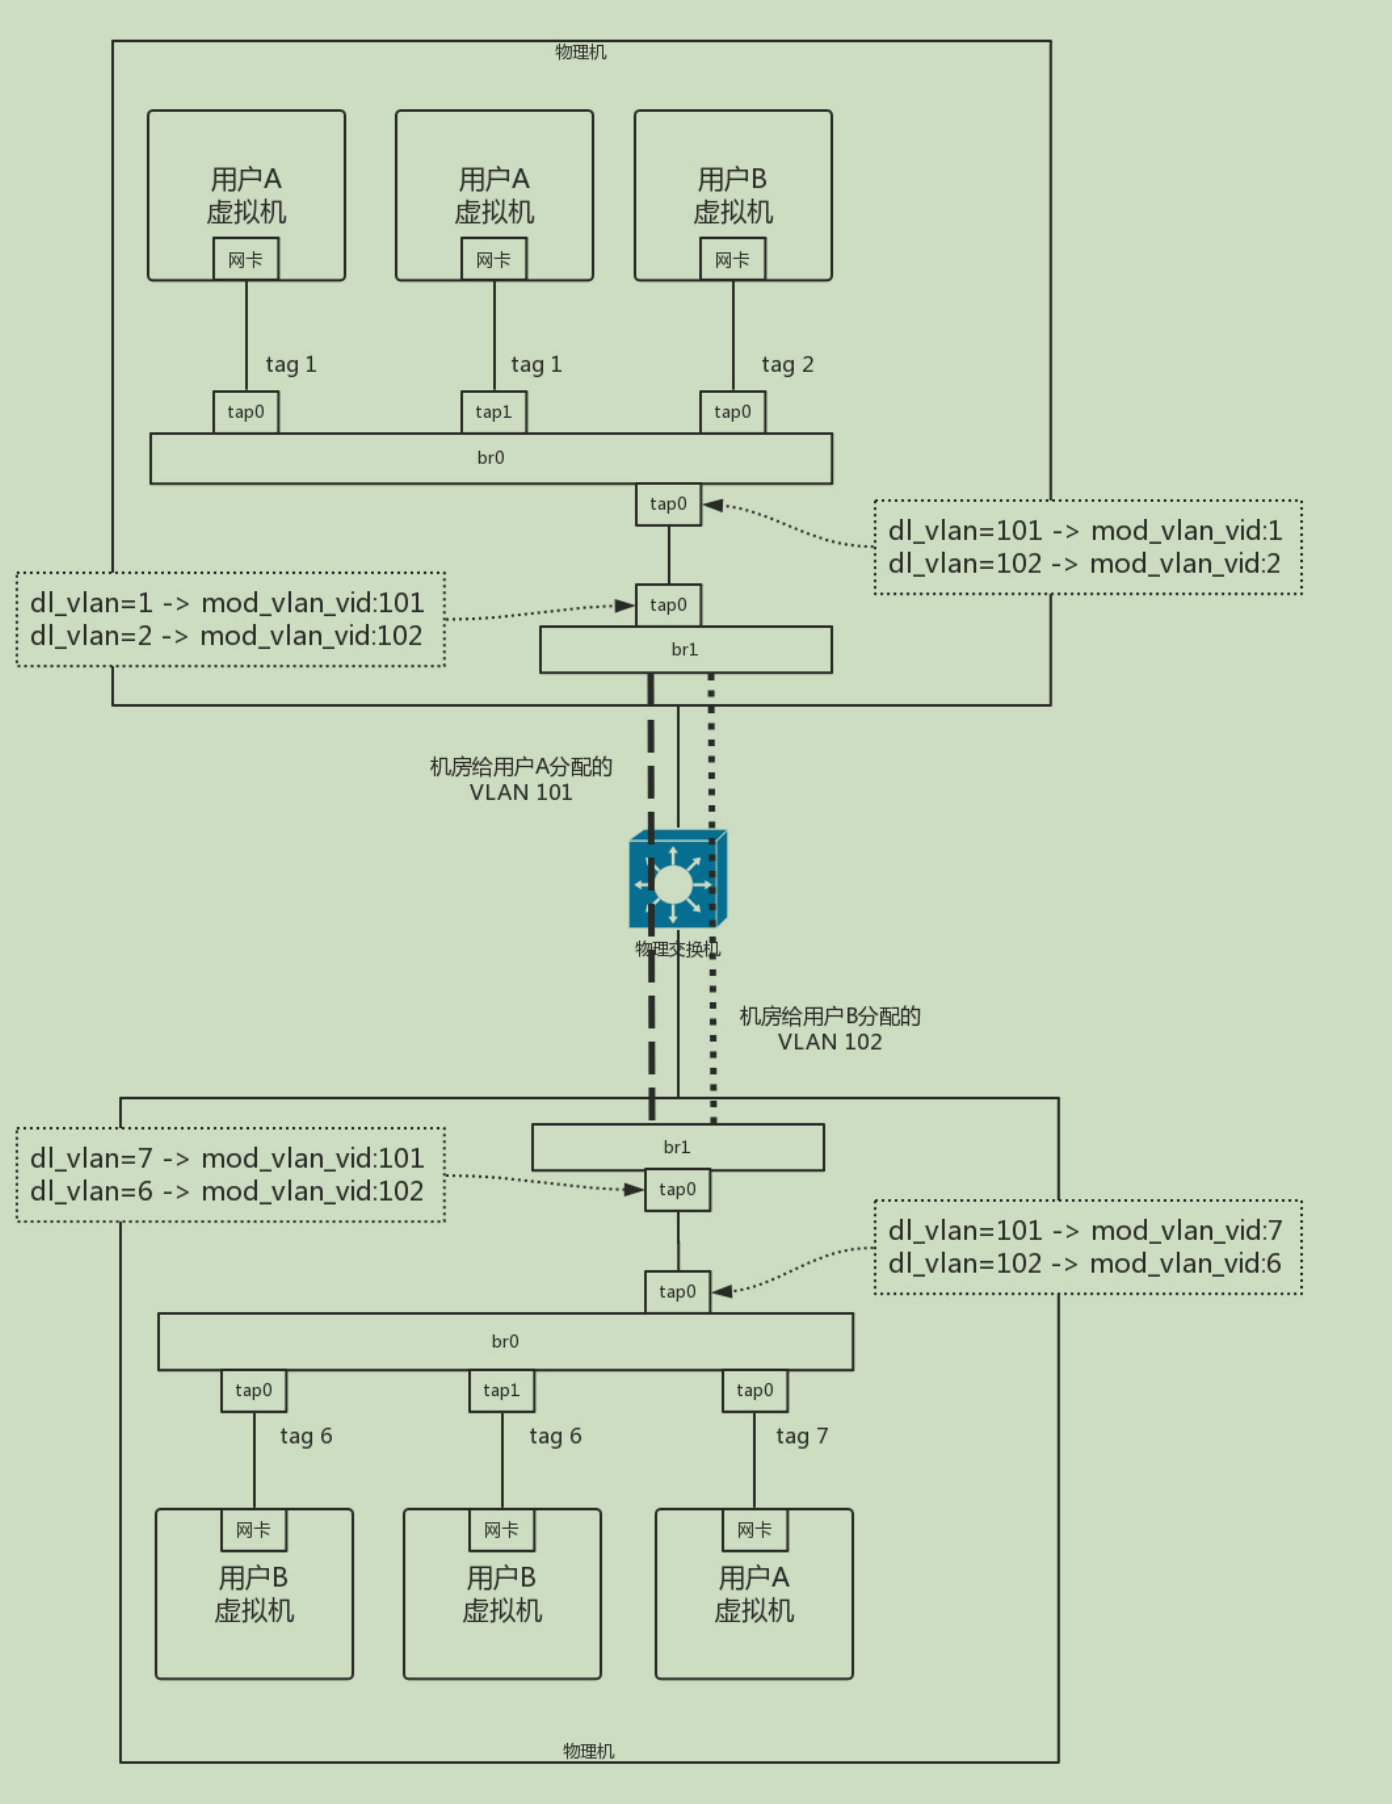 物理机
用户A
虚拟机
网卡
用户A
虚拟机
网卡
用户B
虚拟机
网卡
tag 1
tag 1
tag 2
tap0
tap1
tap0
br0
tap0
dl_vlan=101 -> mod_vlan_vid:1
dl_vlan=102 -> mod_vlan_vid:2
dl_vlan=1 -> mod_vlan_vid:101
dl_vlan=2 -> mod_vlan_vid:102
tap0
br1
机房给用户A分配的
VLAN 101
物理交换机
机房给用户B分配的
VLAN 102
br1
dl_vlan=7 -> mod_vlan_vid:101
dl_vlan=6 -> mod_vlan_vid:102
tap0
dl_vlan=101 -> mod_vlan_vid:7
dl_vlan=102 -> mod_vlan_vid:6
tap0
br0
tap0
tap1
tap0
tag 6
tag 6
tag 7
网卡
用户B
虚拟机
网卡
用户B
虚拟机
网卡
用户A
虚拟机
物理机